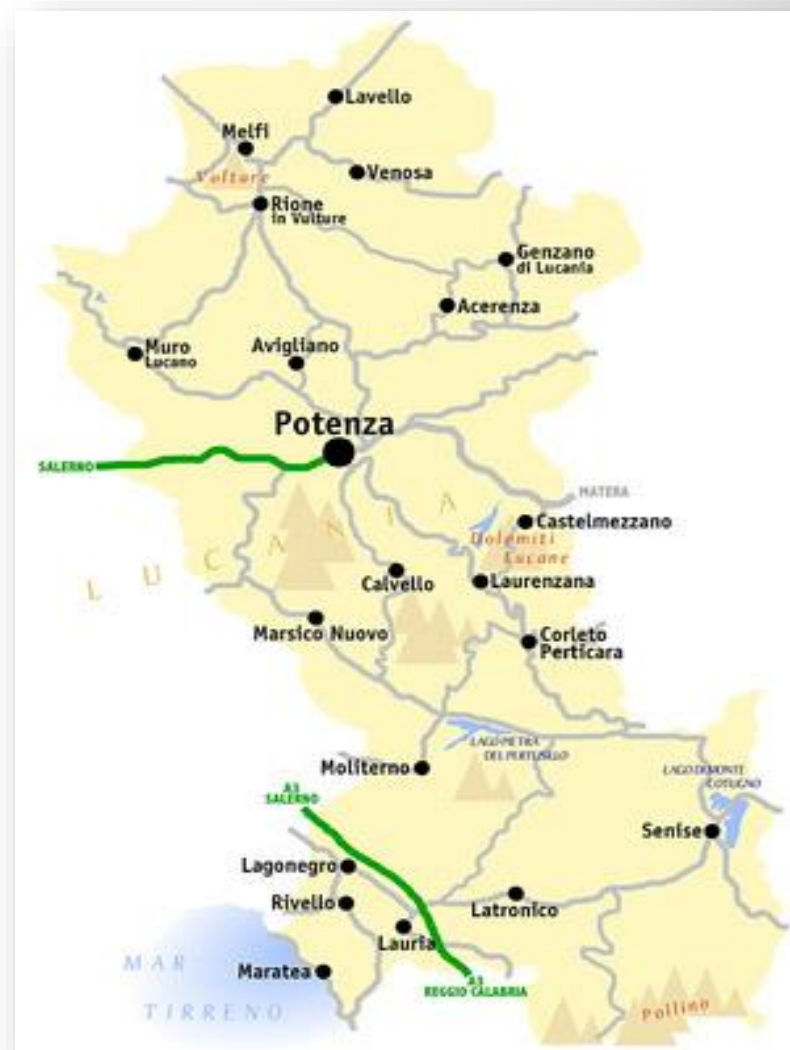 Lavello
Melfi
Volture
Venosa
Rione
in Vulture
Genzano
di Lucania
Acerenza
Muro
Lucano
Avigliano
Potenza
SALERNO
MATERA
LUCANIA
Castelmezzano
Dolomiti
Lucane
Calvello
Laurenzana
Marsico Nuovo
Corleto
Perticara
LAGO PIETRA
DEL PERTUSILLO
Moliterno
LAGO DI MONTE
COTUGNO
A3
SALERNO
Senise
Lagonegro
Rivello
Latronico
Lauria
MAR
TIRRENO
Maratea
A3
REGGIO CALABRIA
Pollino